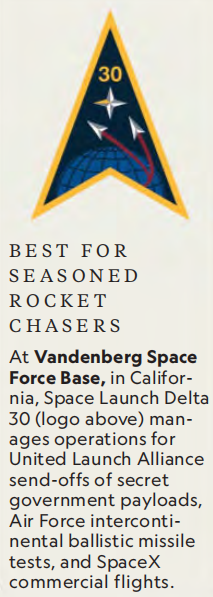 30
BEST FOR
SEASONED
ROCKET
CHASERS
At Vandenberg Space
Force Base, in Califor-
nia, Space Launch Delta
30 (logo above) man-
ages operations for
United Launch Alliance
send-offs of secret
government payloads,
Air Force interconti-
nental ballistic missile
tests, and SpaceX
commercial flights.